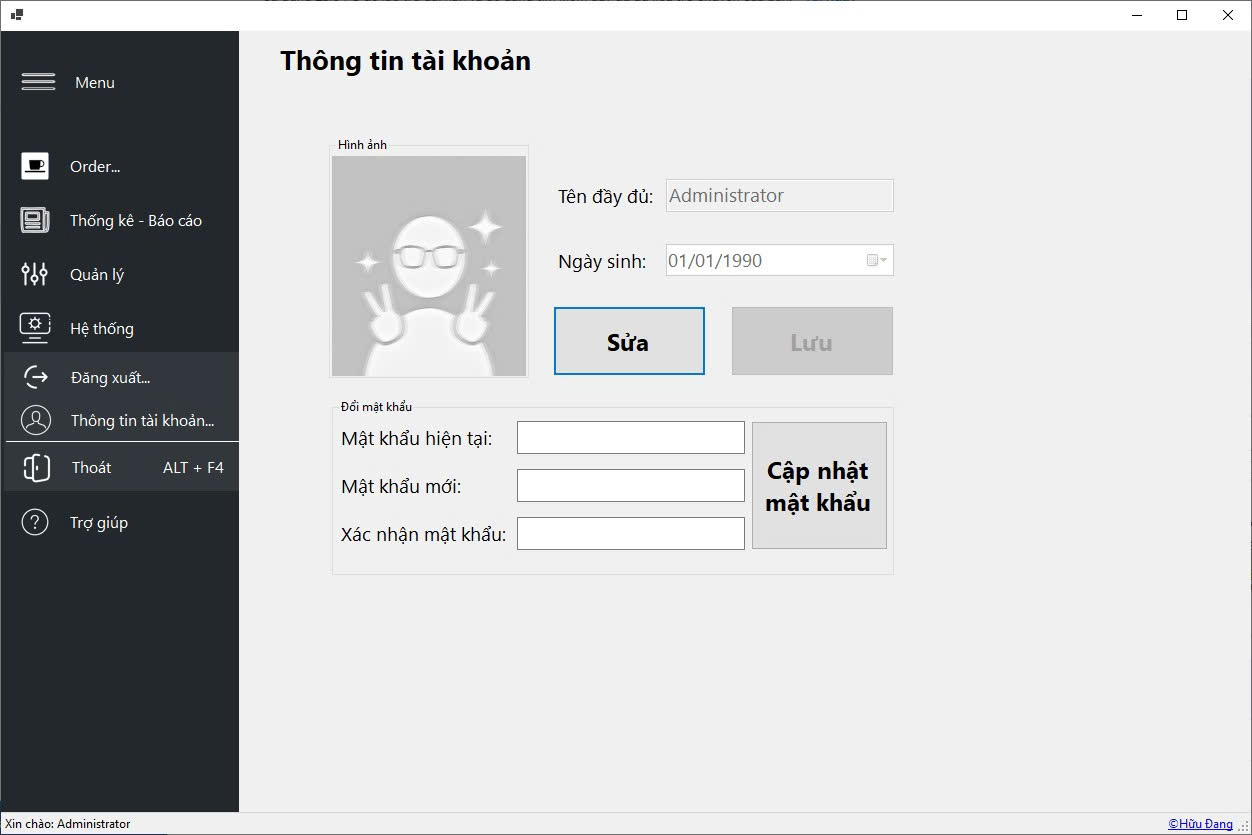 Thông tin tài khoản
Menu
Order...
Thống kê - Báo cáo
Quản lý
Hệ thống
Đăng xuất...
Thông tin tài khoản...
Thoát ALT + F4
Trợ giúp
Hình ảnh
Tên đầy đủ: Administrator
Ngày sinh: 01/01/1990
Sửa Lưu
Đổi mật khẩu
Mật khẩu hiện tại:
Mật khẩu mới:
Xác nhận mật khẩu:
Cập nhật
mật khẩu
Xin chào: Administrator
©Hữu Đang